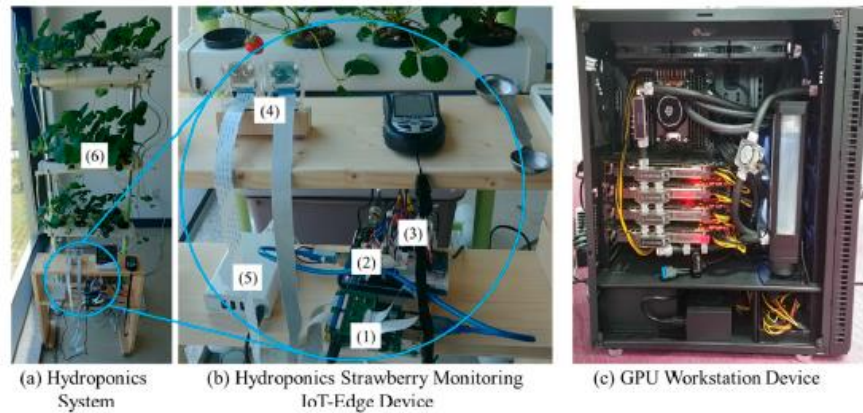 (6)
(4)
(3)
(2)
(5)
(1)
(a) Hydroponics
System
(b) Hydroponics Strawberry Monitoring
IoT-Edge Device
(c) GPU Workstation Device